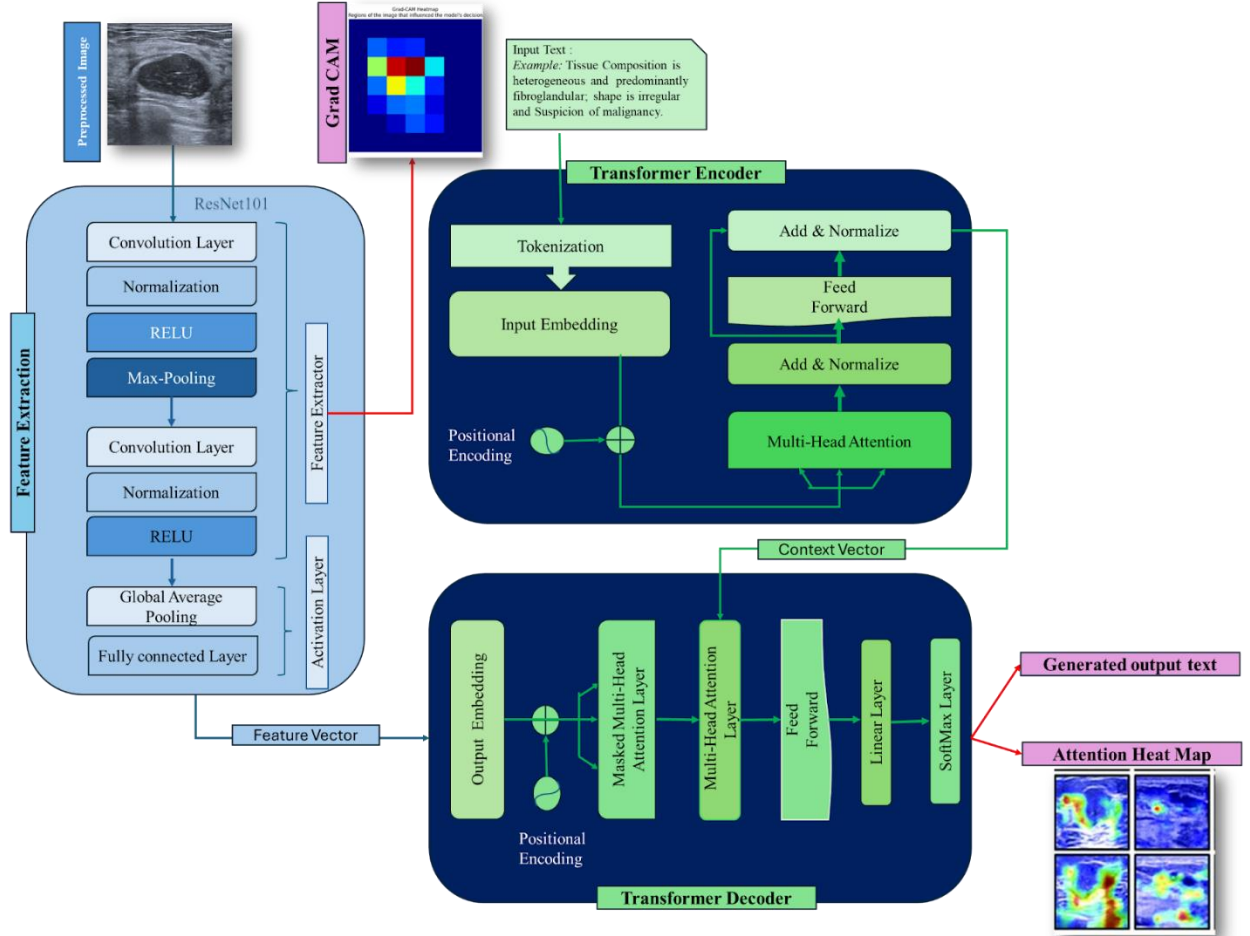 Preprocessed Image
Grad CAM
Grad-CAM Heatmap
Regions of the image that influenced the model's decision
Input Text :
Example: Tissue Composition is
heterogeneous and predominantly
fibroglandular; shape is irregular
and Suspicion of malignancy.
Feature Extraction
ResNet101
Convolution Layer
Normalization
RELU
Max-Pooling
Convolution Layer
Normalization
RELU
Global Average
Pooling
Fully connected Layer
Feature Extractor
Activation Layer
Transformer Encoder
Tokenization
Input Embedding
Positional
Encoding
Add & Normalize
Feed
Forward
Add & Normalize
Multi-Head Attention
Context Vector
Feature Vector
Output Embedding
Positional
Encoding
Masked Multi-Head
Attention Layer
Multi-Head Attention
Layer
Feed
Forward
Linear Layer
SoftMax Layer
Transformer Decoder
Generated output text
Attention Heat Map